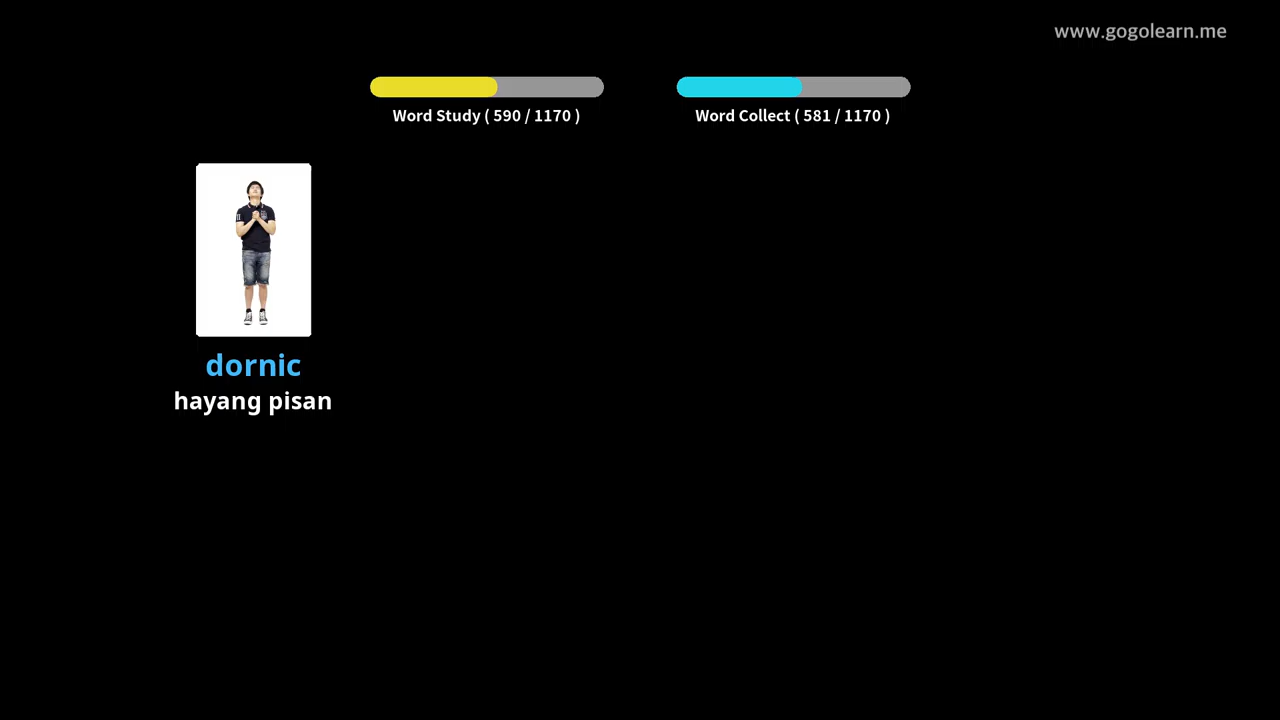 www.gogolearn.me
Word Study ( 590 / 1170 )
Word Collect ( 581 / 1170 )
dornic
hayang pisan